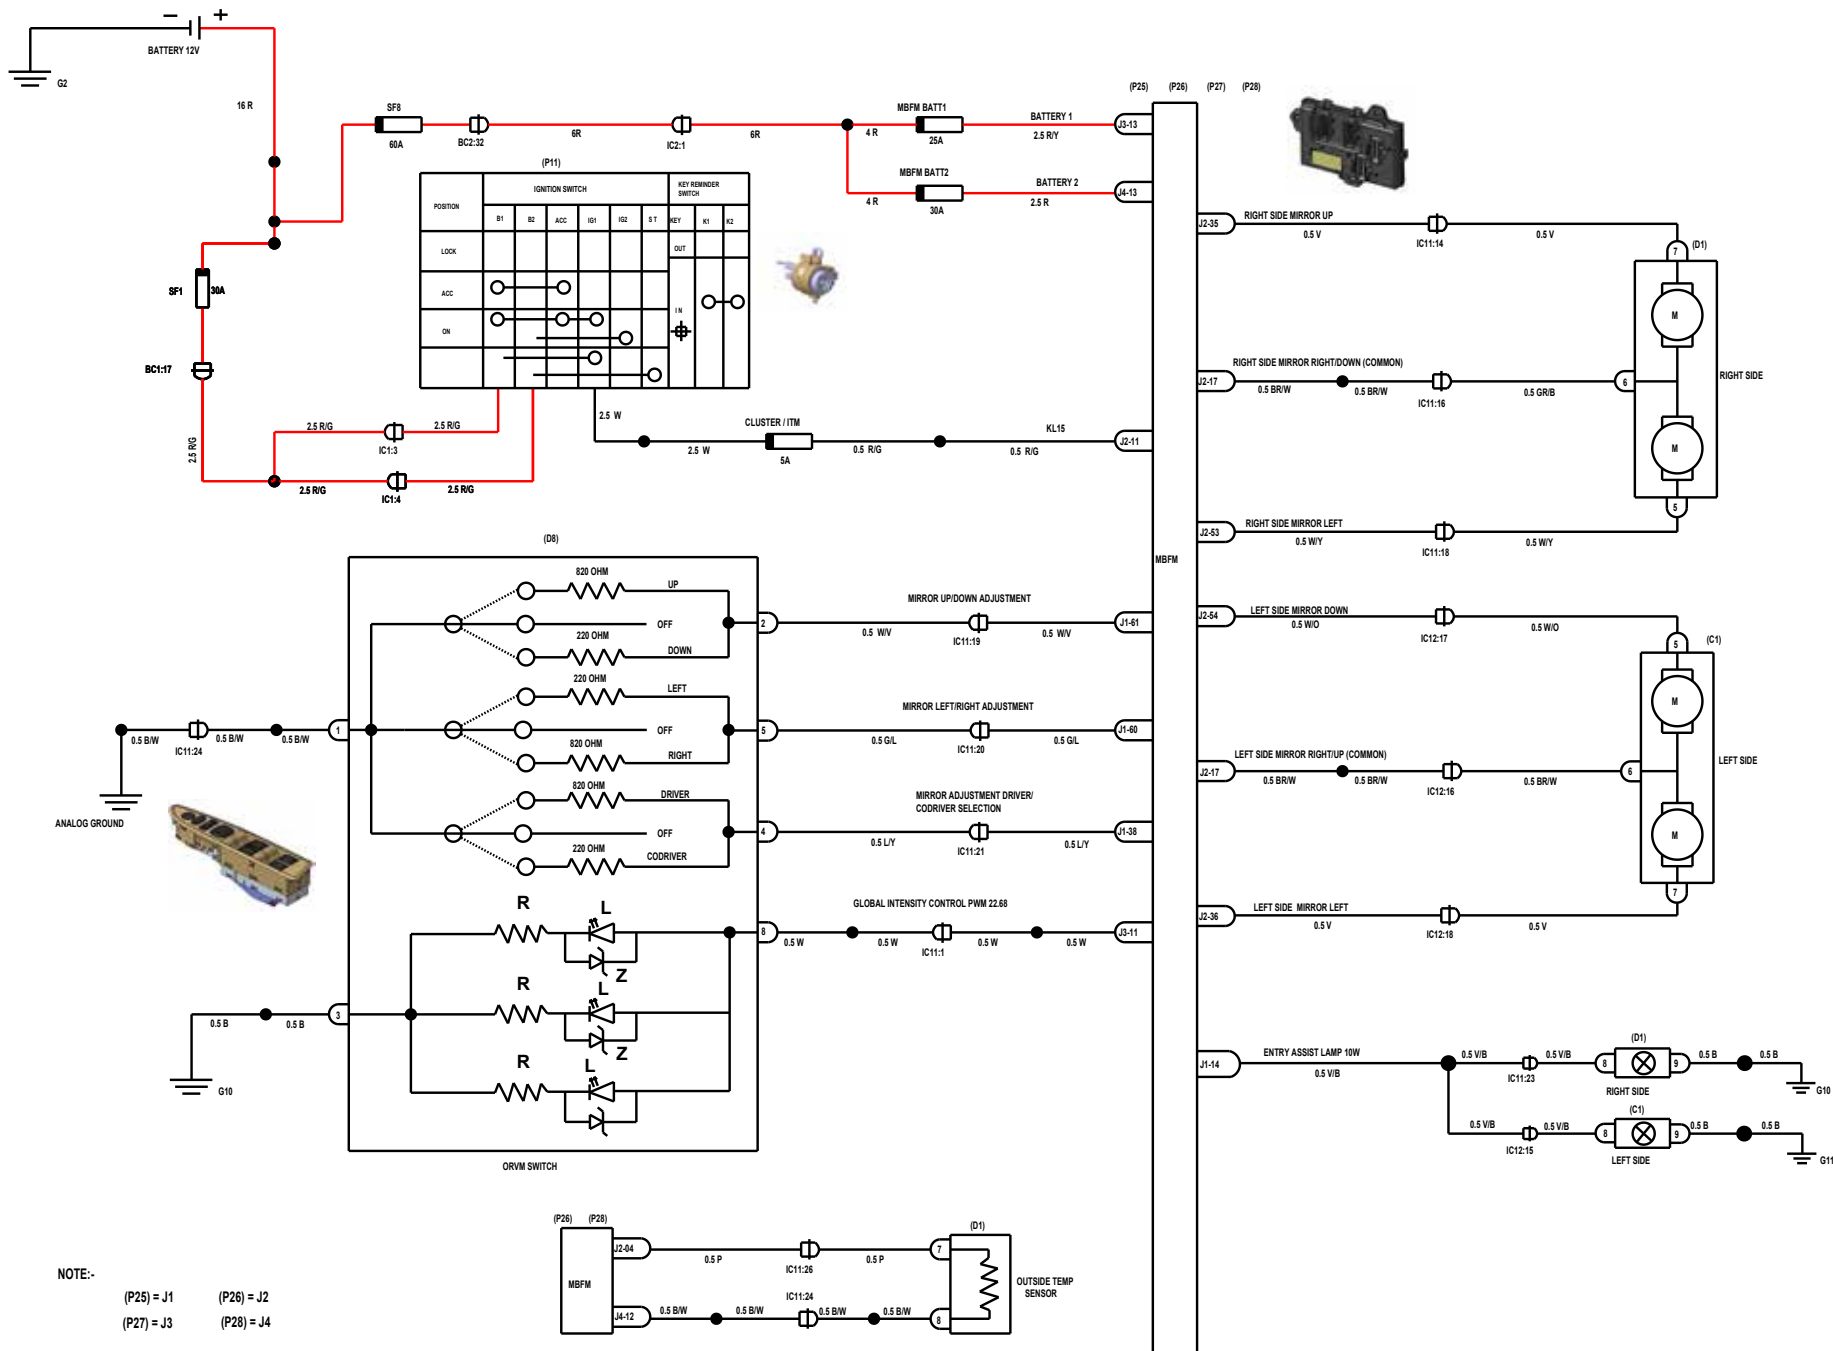 BATTERY 12V
G2
16 R
SF8
60A
BC2:32
6R
IC2:1
6R
4 R
MBFM BATT1
25A
BATTERY 1
2.5 R/Y
J3-13
MBFM BATT2
4 R
30A
BATTERY 2
2.5 R
J4-13
(P25) (P26) (P27) (P28)
(P11)
POSITION
IGNITION SWITCH
KEY REMINDER
SWITCH
B1 B2 ACC IG1 IG2 S T KEY K1 K2
LOCK
OUT
ACC
I N
ON
SF1
30A
BC1:17
2.5 R/G
2.5 R/G
IC1:3
2.5 R/G
2.5 R/G
IC1:4
2.5 R/G
2.5 W
2.5 W
CLUSTER / ITM
5A
0.5 R/G
KL15
0.5 R/G
J2-11
MBFM
J2-35
RIGHT SIDE MIRROR UP
0.5 V
IC11:14
0.5 V
7
(D1)
M
J2-17
RIGHT SIDE MIRROR RIGHT/DOWN (COMMON)
0.5 BR/W
0.5 BR/W
IC11:16
0.5 GR/B
6
RIGHT SIDE
M
5
J2-53
RIGHT SIDE MIRROR LEFT
0.5 W/Y
IC11:18
0.5 W/Y
J2-54
LEFT SIDE MIRROR DOWN
0.5 W/O
IC12:17
0.5 W/O
5
(C1)
M
J2-17
LEFT SIDE MIRROR RIGHT/UP (COMMON)
0.5 BR/W
0.5 BR/W
IC12:16
0.5 BR/W
6
LEFT SIDE
M
7
J2-36
LEFT SIDE MIRROR LEFT
0.5 V
IC12:18
0.5 V
(D8)
820 OHM
UP
OFF
220 OHM
DOWN
2
0.5 W/V
MIRROR UP/DOWN ADJUSTMENT
IC11:19
0.5 W/V
J1-61
220 OHM
LEFT
OFF
820 OHM
RIGHT
5
0.5 G/L
MIRROR LEFT/RIGHT ADJUSTMENT
IC11:20
0.5 G/L
J1-60
820 OHM
DRIVER
OFF
220 OHM
CODRIVER
4
0.5 L/Y
MIRROR ADJUSTMENT DRIVER/
CODRIVER SELECTION
IC11:21
0.5 L/Y
J1-38
0.5 B/W
IC11:24
0.5 B/W
0.5 B/W
1
ANALOG GROUND
R
L
Z
R
L
Z
R
L
Z
8
0.5 W
0.5 W
GLOBAL INTENSITY CONTROL PWM 22.68
IC11:1
0.5 W
0.5 W
J3-11
0.5 B
0.5 B
3
G10
ORVM SWITCH
J1-14
ENTRY ASSIST LAMP 10W
0.5 V/B
0.5 V/B
IC11:23
0.5 V/B
8
(D1)
9
0.5 B
0.5 B
RIGHT SIDE
G10
0.5 V/B
IC12:15
0.5 V/B
8
(C1)
9
0.5 B
0.5 B
LEFT SIDE
G11
(P26) (P28)
MBFM
J2-04
0.5 P
IC11:26
0.5 P
7
(D1)
OUTSIDE TEMP
SENSOR
J4-12
0.5 B/W
0.5 B/W
IC11:24
0.5 B/W
0.5 B/W
8
NOTE:-
(P25) = J1 (P26) = J2
(P27) = J3 (P28) = J4